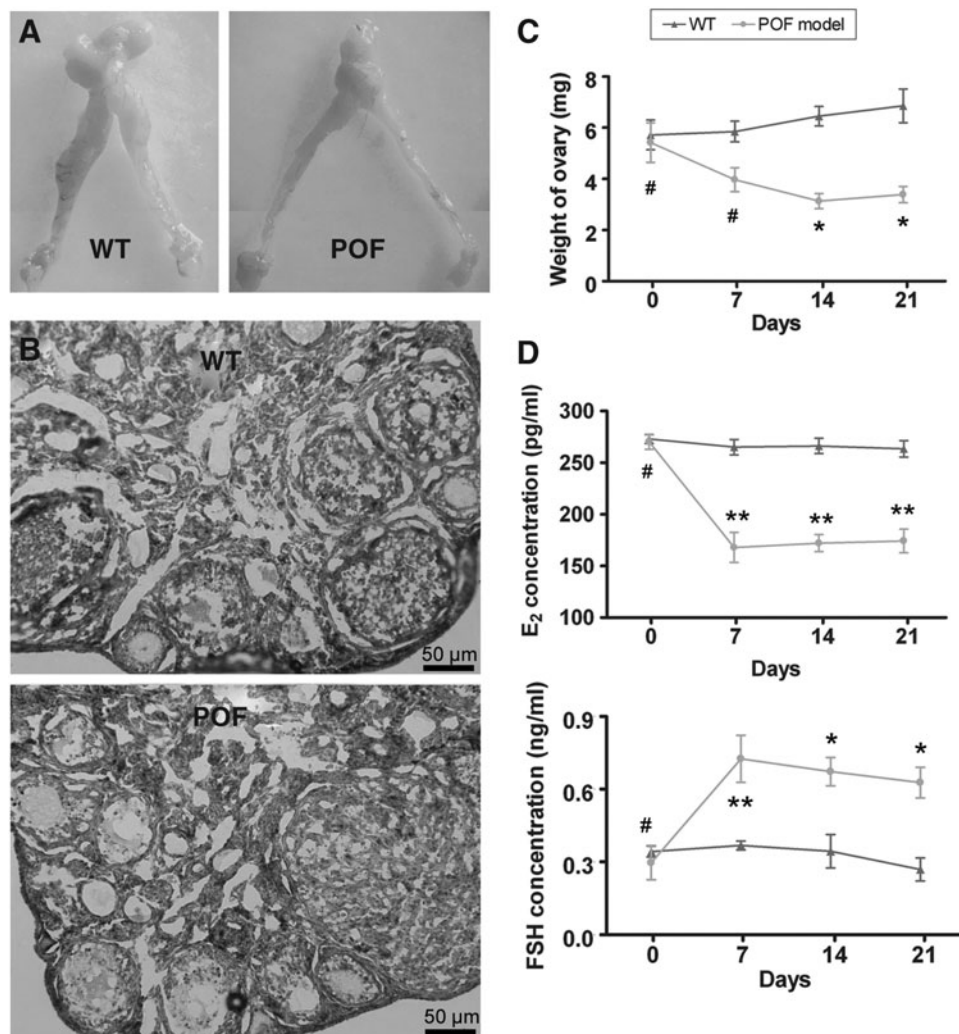 A
WT
POF
B
WT
50 µm
POF
50 µm
C
WT
POF model
Weight of ovary (mg)
8
6
4
2
0
#
#
*
*
0 7 14 21
Days
D
E₂ concentration (pg/ml)
300
250
200
150
100
#
**
**
**
0 7 14 21
Days
FSH concentration (ng/ml)
0.9
0.6
0.3
0.0
#
**
*
*
0 7 14 21
Days